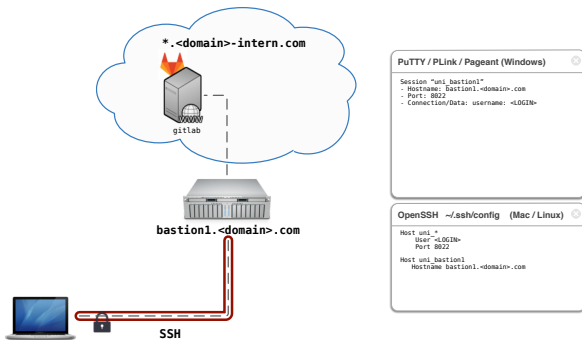 *.<domain>-intern.com
WWW
gitlab
bastion1.<domain>.com
SSH
PuTTY / PLink / Pageant (Windows)
Session “uni_bastion1”
- Hostname: bastion1.<domain>.com
- Port: 8022
- Connection/Data: username: <LOGIN>
OpenSSH ~/.ssh/config (Mac / Linux)
Host uni_*
User <LOGIN>
Port 8022
Host uni_bastion1
Hostname bastion1.<domain>.com